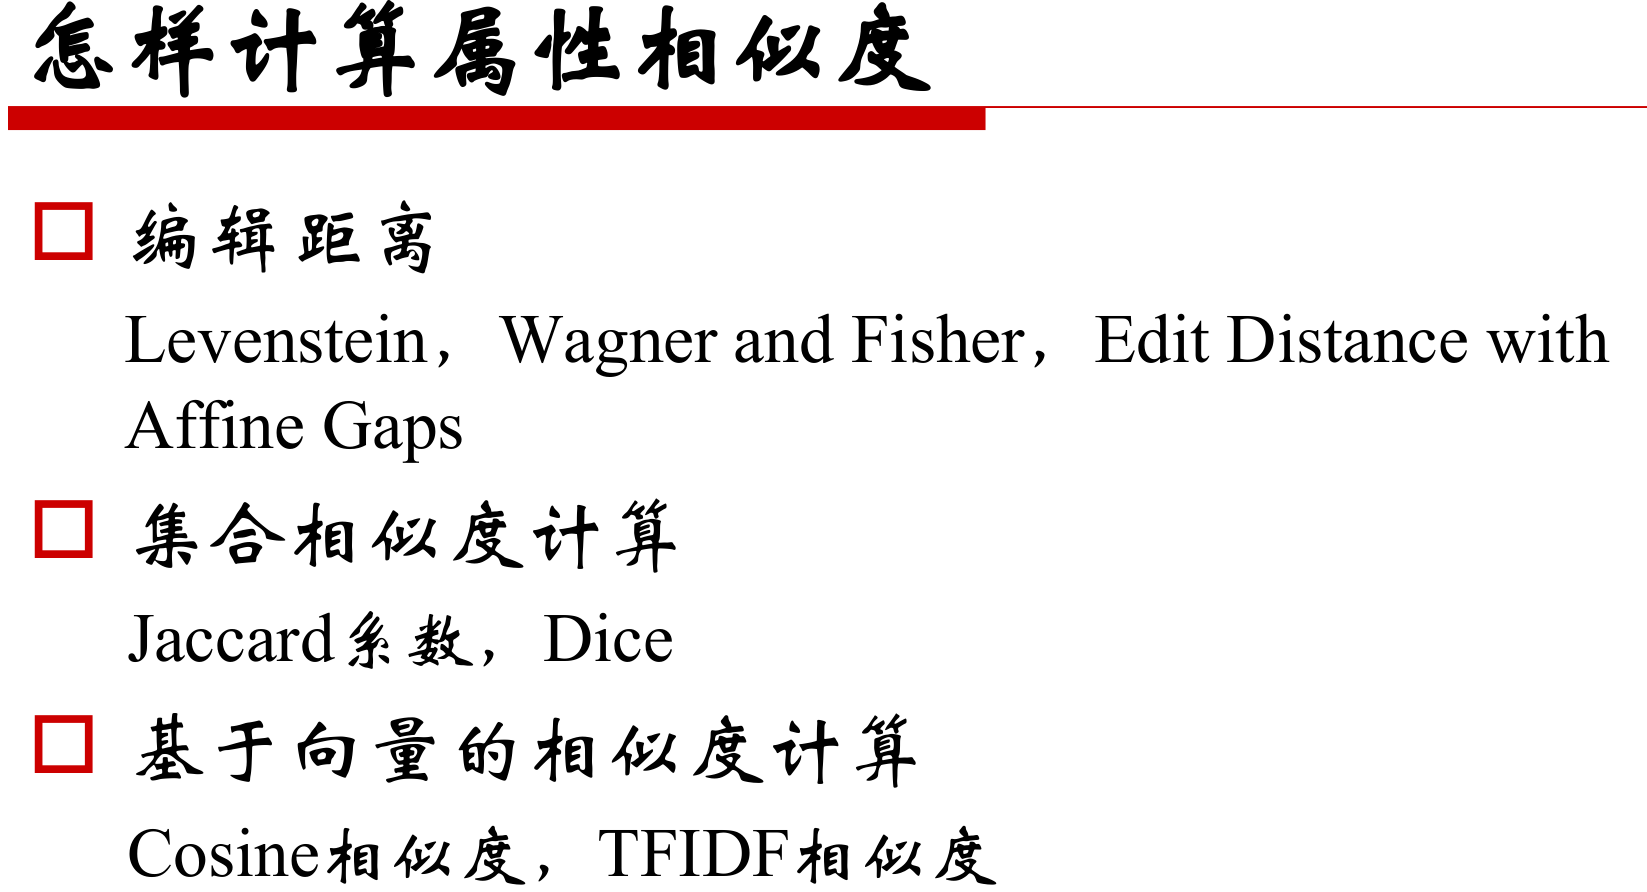 怎样计算属性相似度
编辑距离
Levenstein，Wagner and Fisher，Edit Distance with
Affine Gaps
集合相似度计算
Jaccard系数，Dice
基于向量的相似度计算
Cosine相似度，TFIDF相似度